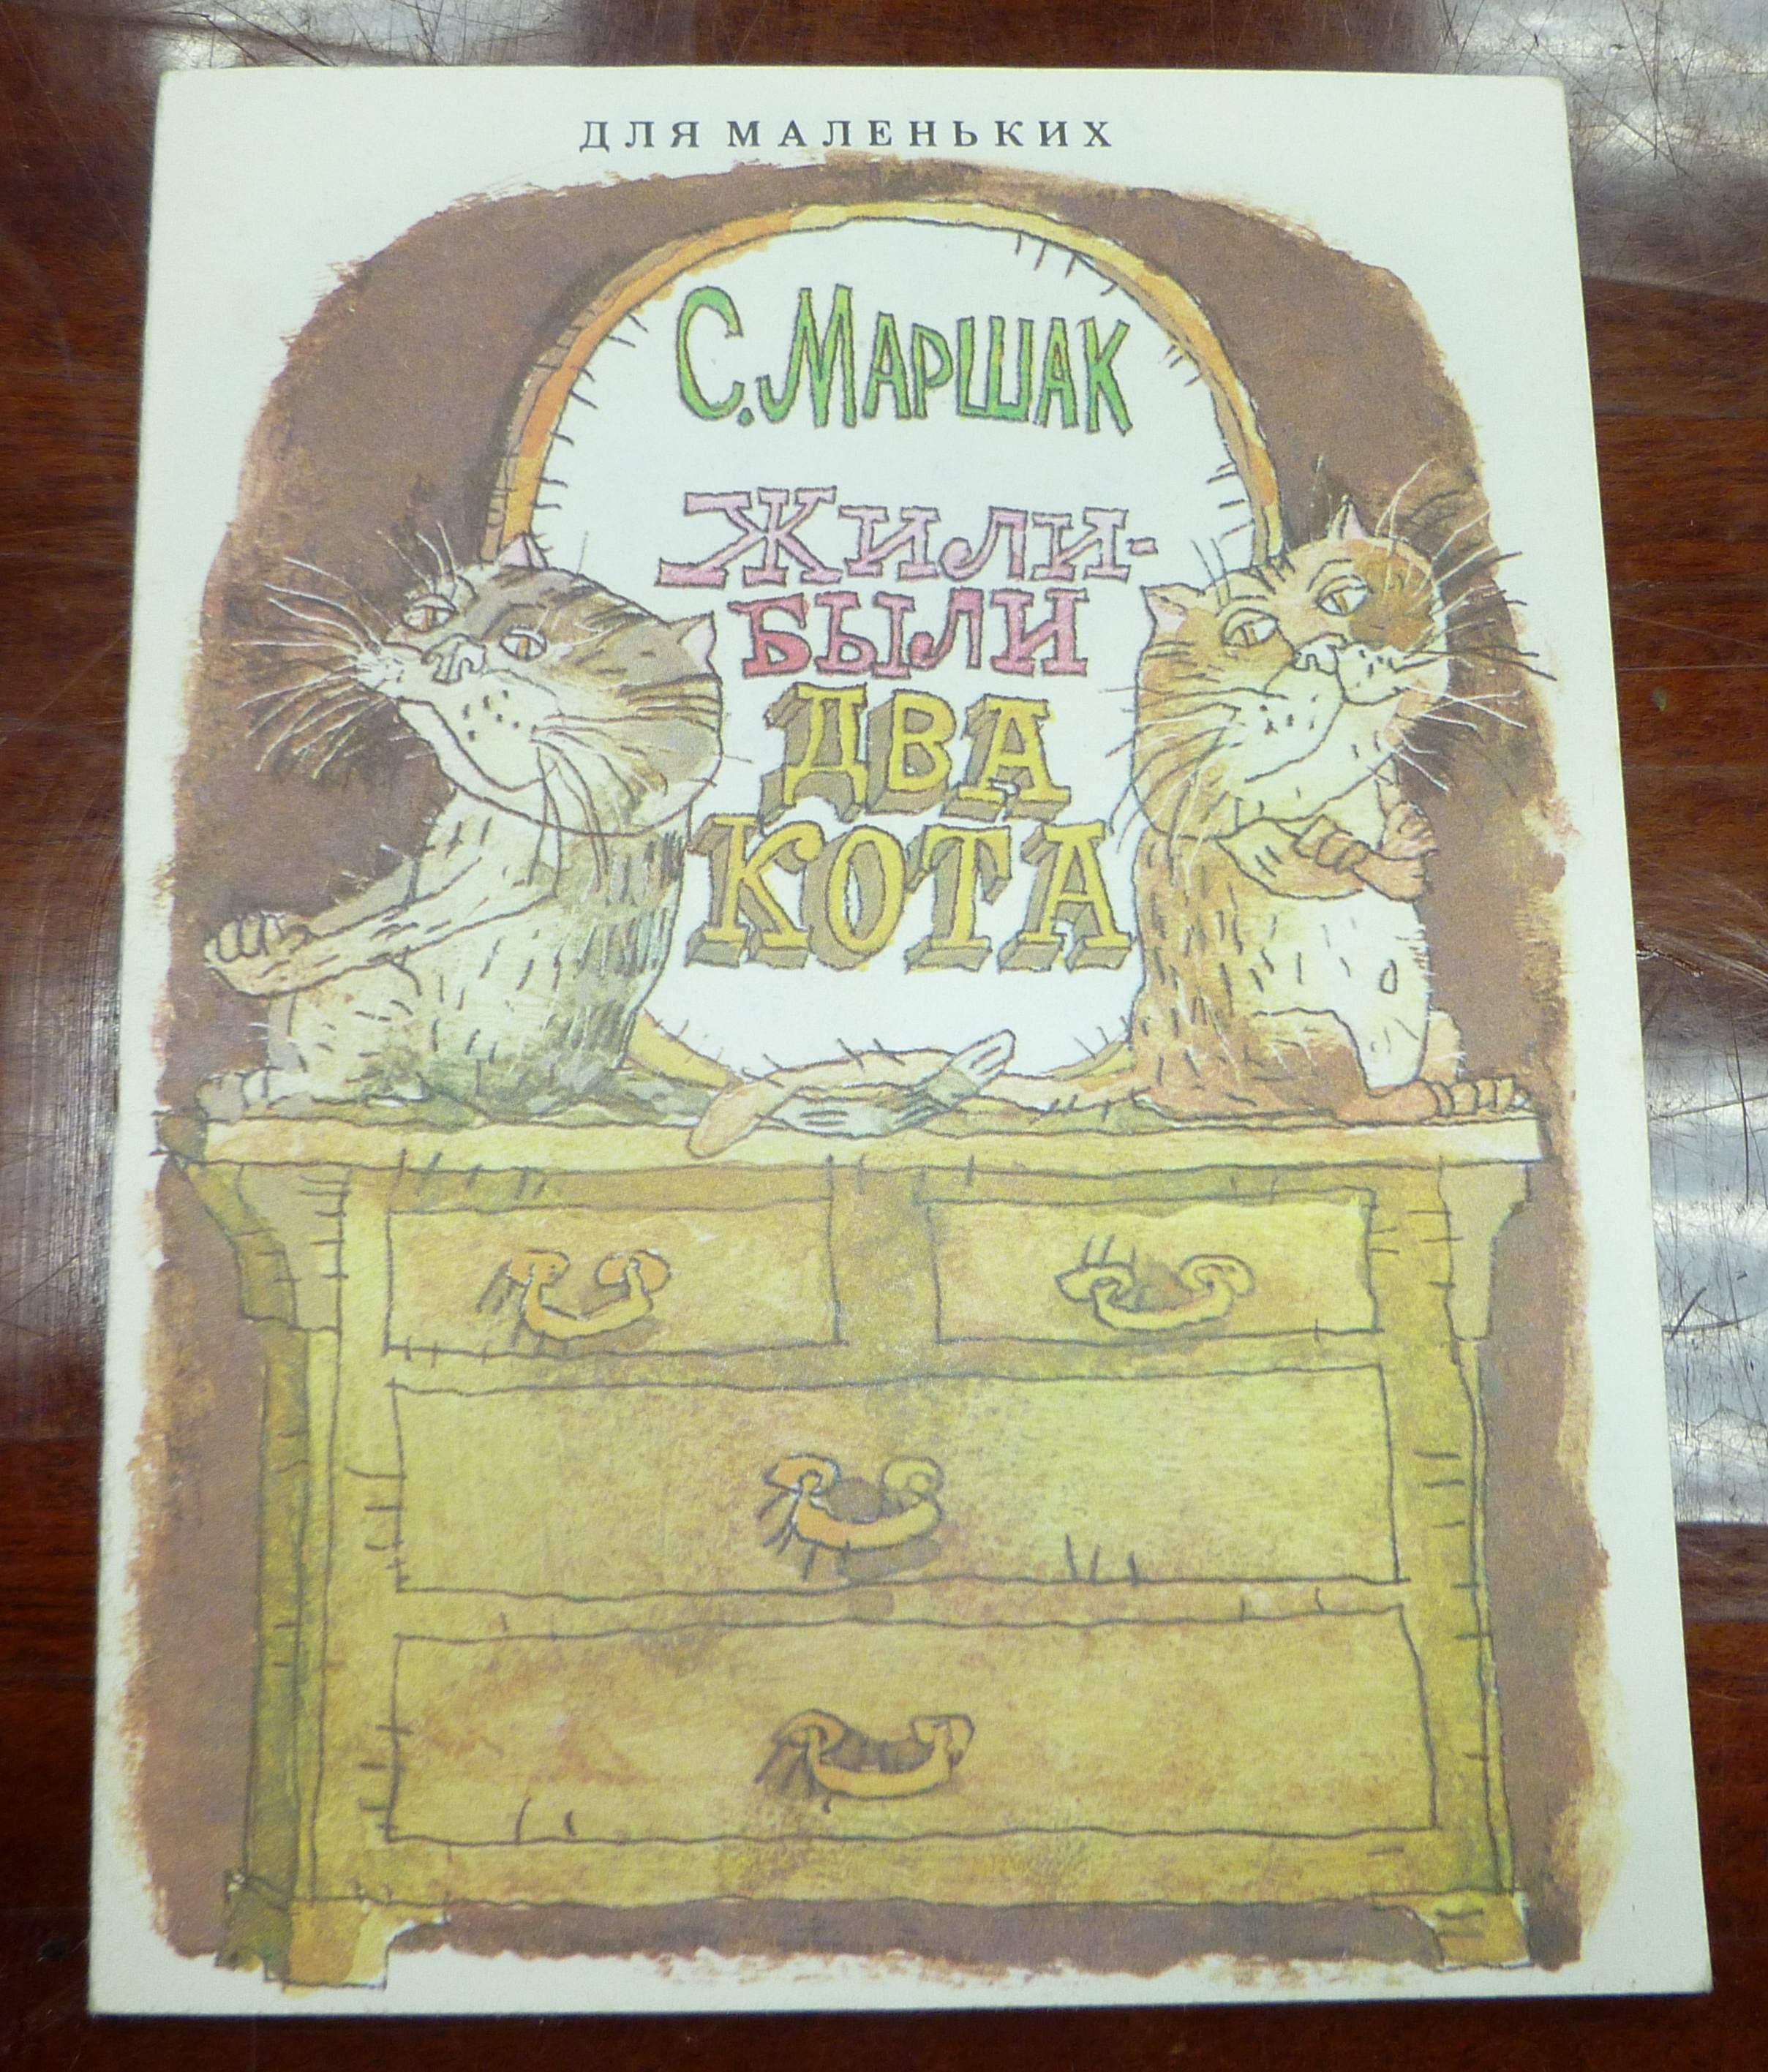 ДЛЯ МАЛЕНЬКИХ
С. МАРШАК
ЖИЛИ-
БЫЛИ
ДВА
КОТА